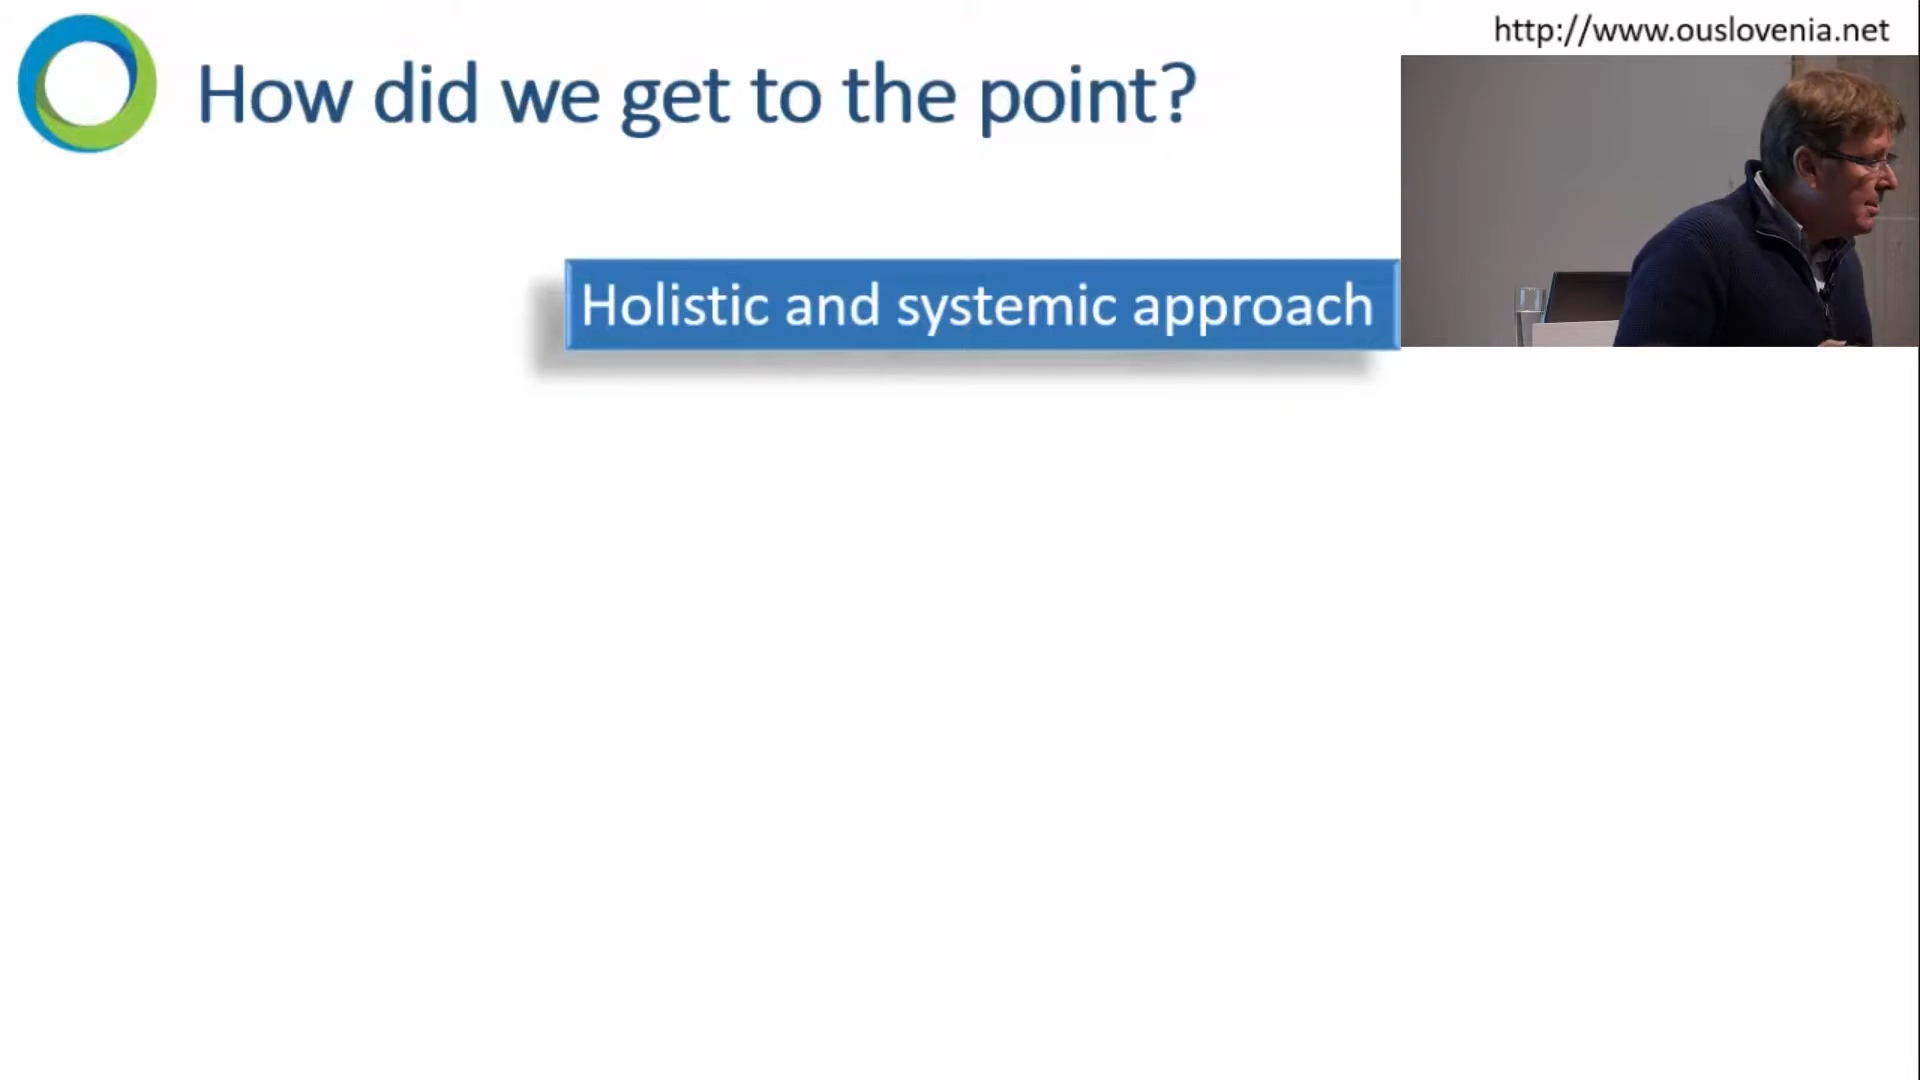 http://www.ouslovenia.net
How did we get to the point?
Holistic and systemic approach